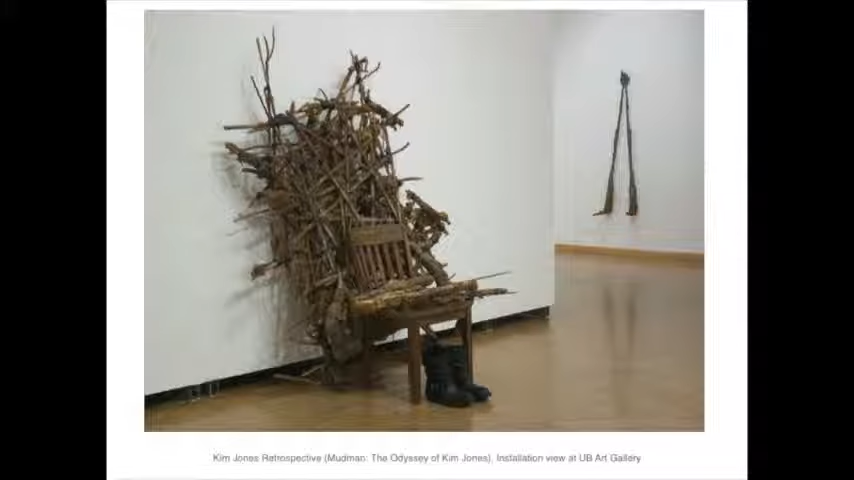 Kim Jones Retrospective (Mudman: The Odyssey of Kim Jones), Installation view at UB Art Gallery